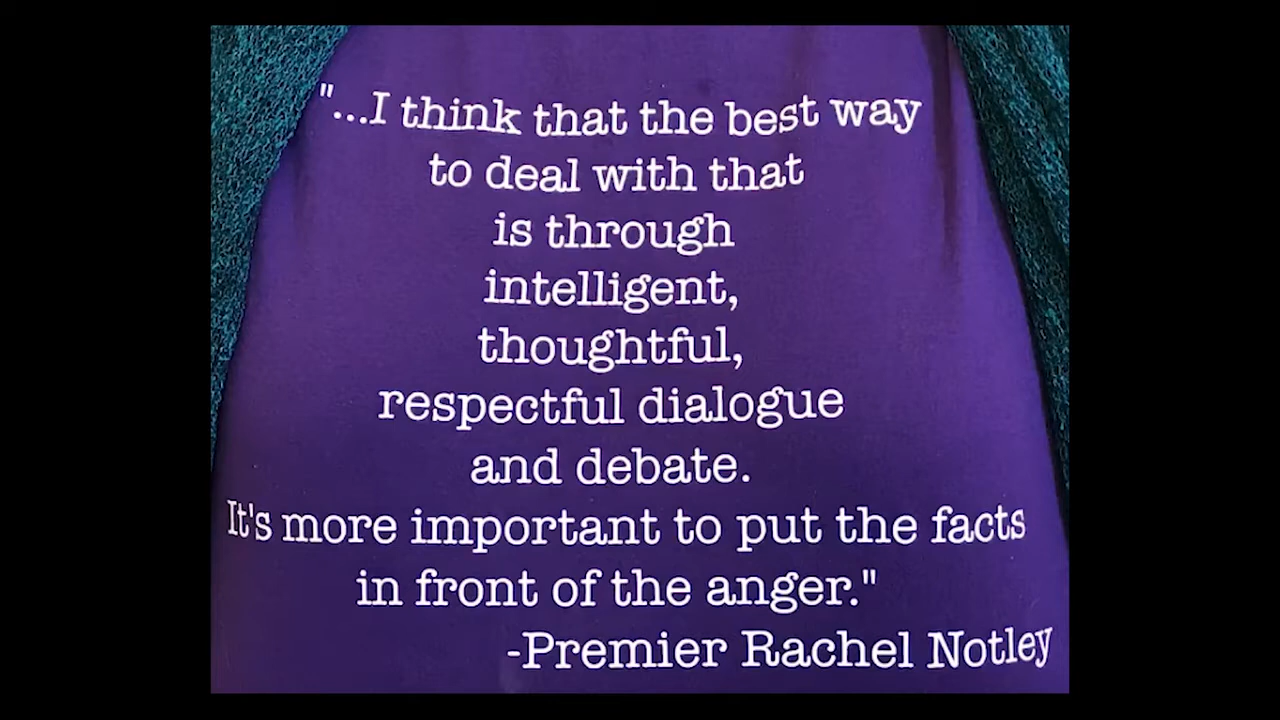 "...I think that the best way
to deal with that
is through
intelligent,
thoughtful,
respectful dialogue
and debate.
It's more important to put the facts
in front of the anger."
-Premier Rachel Notley